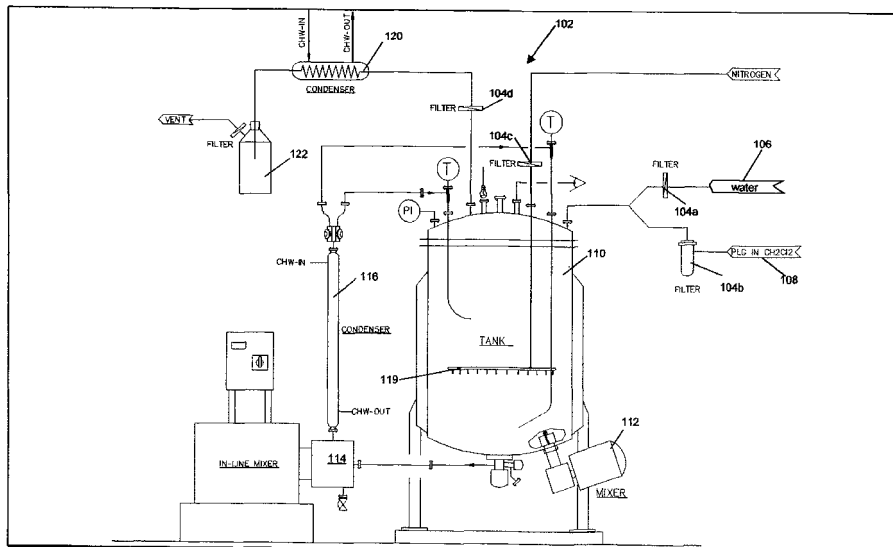 CHW-IN
CHW-OUT
120
102
CONDENSER
NITROGEN
FILTER
104d
VENT
FILTER
122
104c
FILTER
T
T
FILTER
106
water
104a
PI
110
PLG IN CH2Cl2
104b
108
FILTER
CHW-IN
116
CONDENSER
TANK
119
CHW-OUT
112
IN-LINE MIXER
114
MIXER